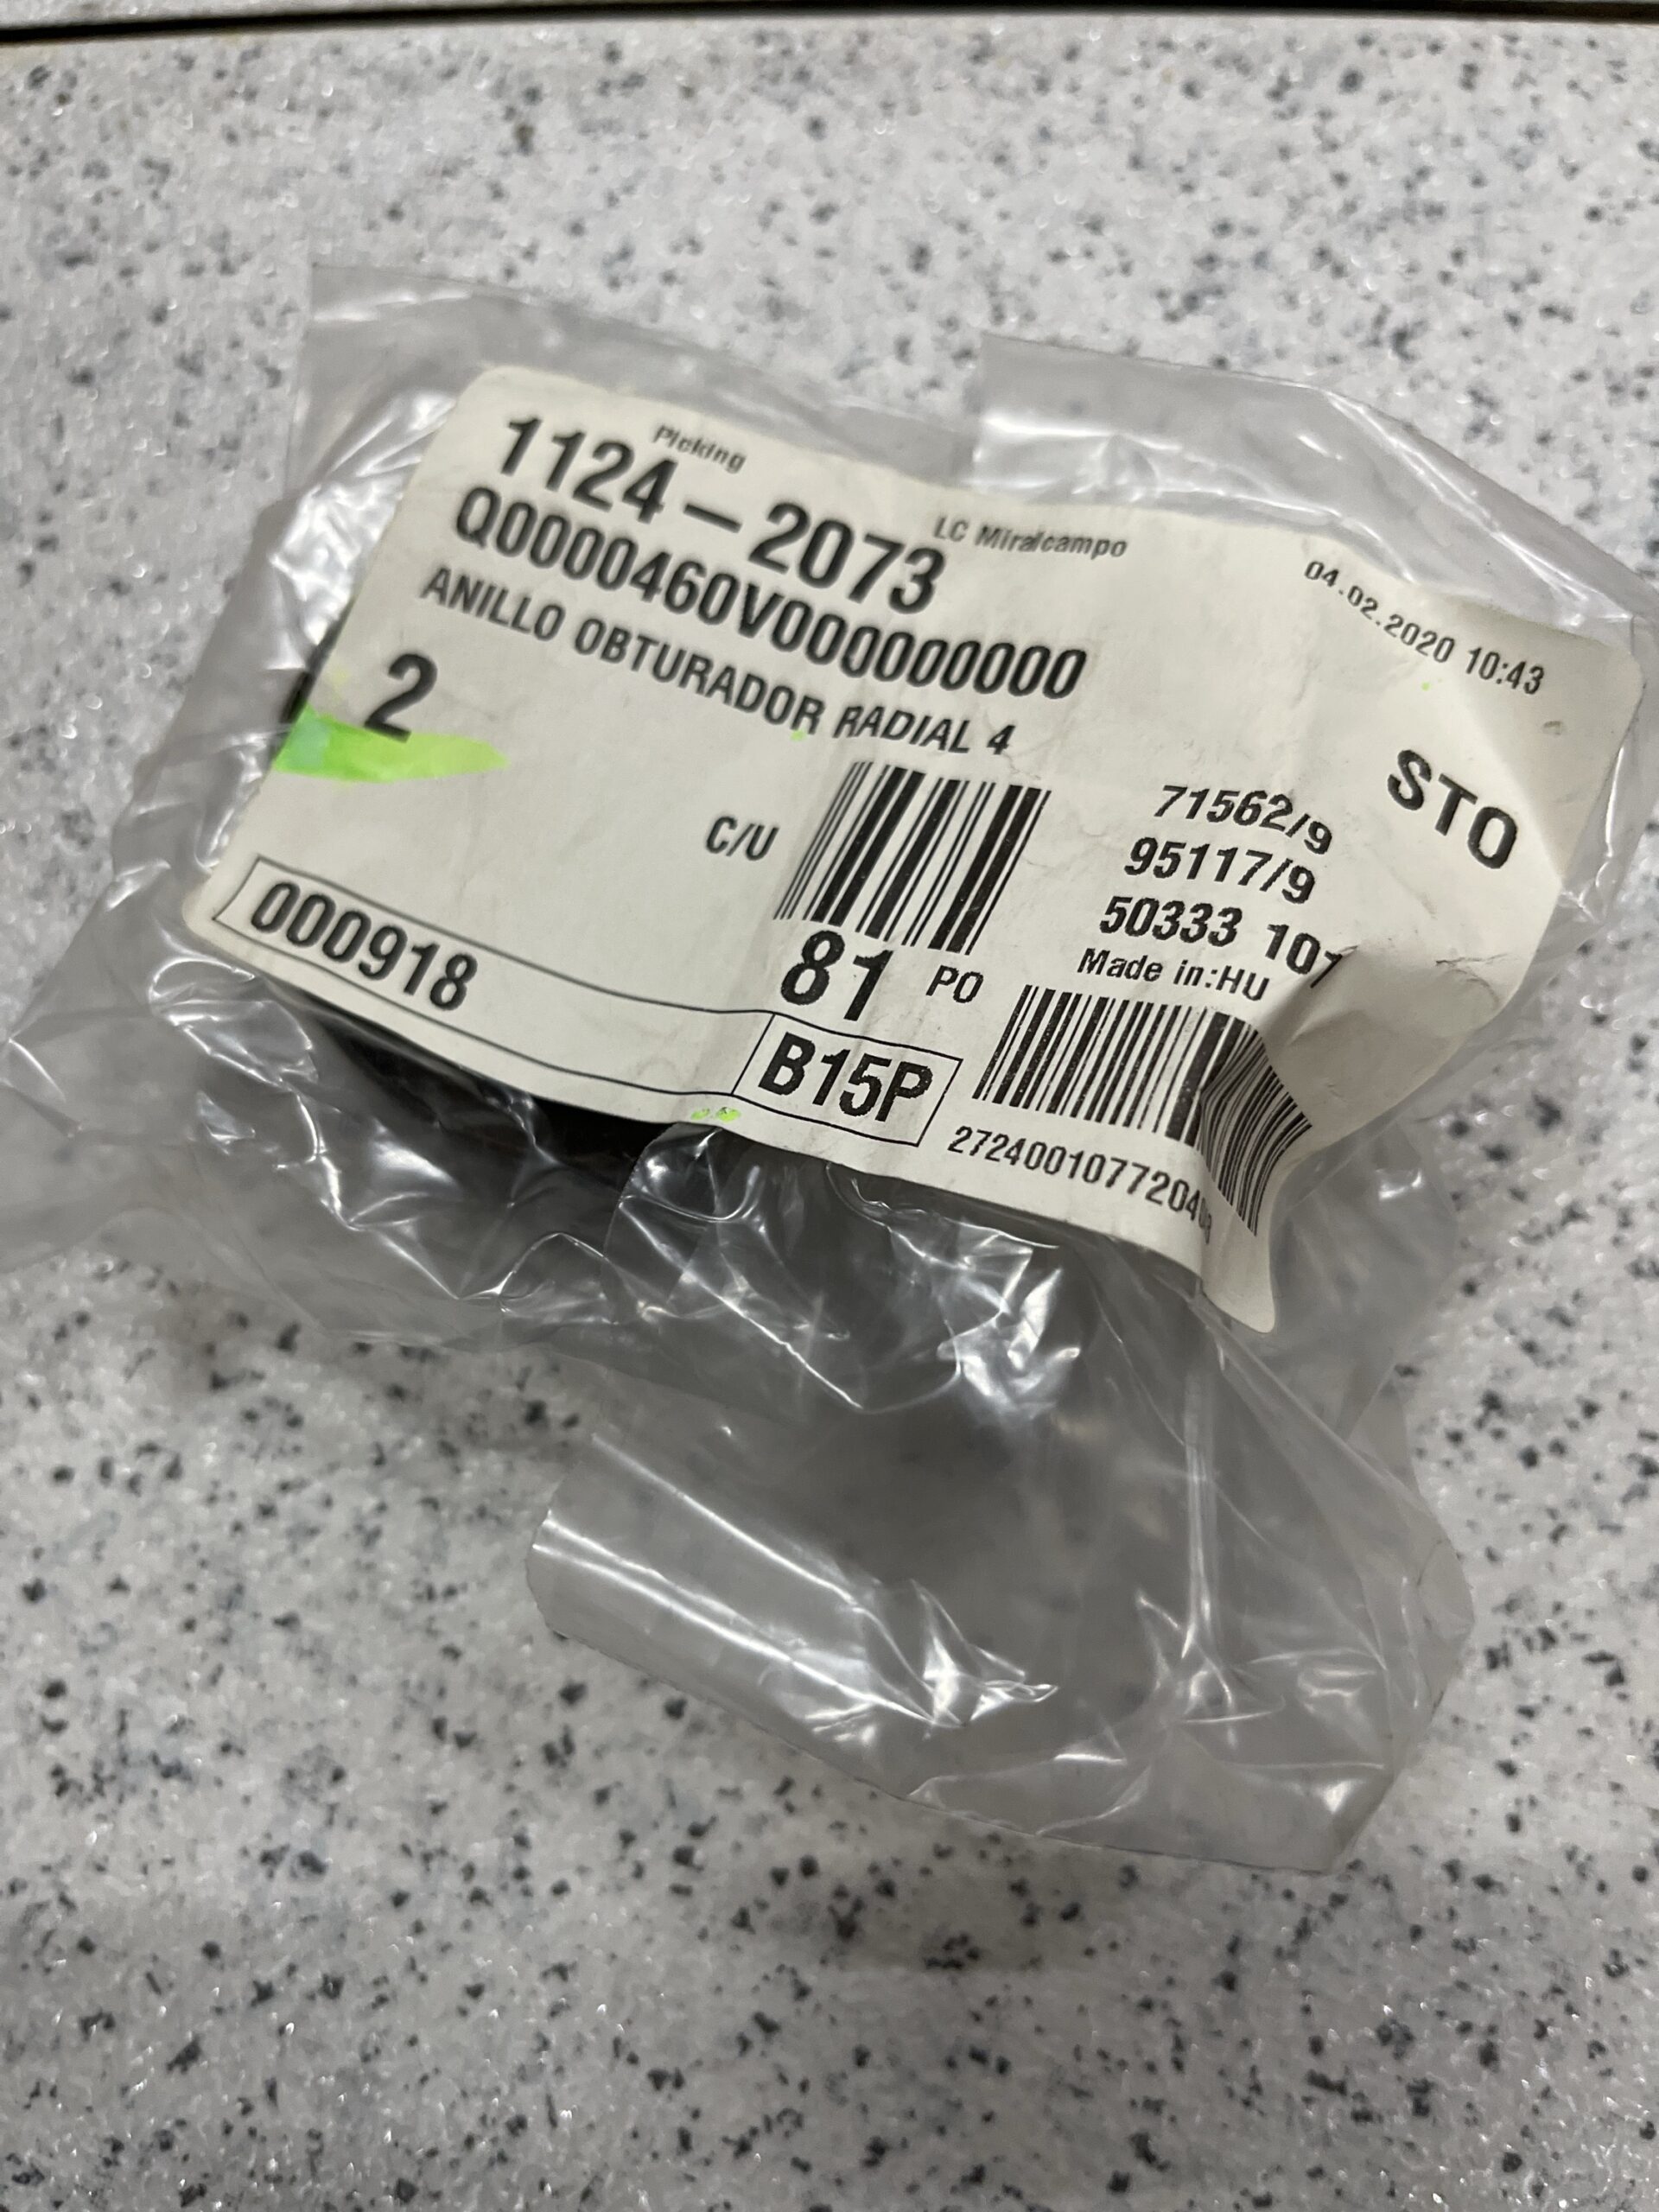 Picking
1124-2073
LC Miralcampo
04.02.2020 10:43
Q0000460V000000000
ANILLO OBTURADOR RADIAL 4
2
STO
C/U
71562/9
95117/9
50333 101
Made in:HU
000918
81 PO
B15P